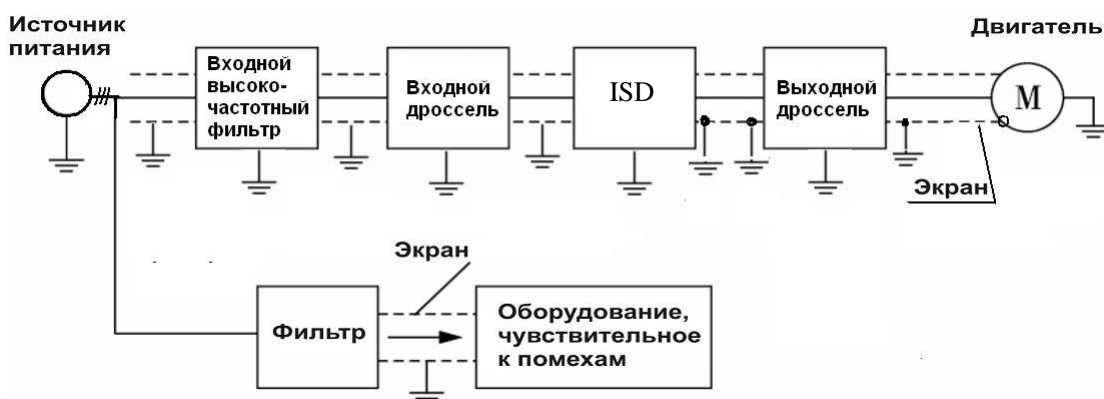 Источник
питания
Двигатель
Входной
высоко-
частотный
фильтр
Входной
дроссель
ISD
Выходной
дроссель
М
Экран
Экран
Фильтр
Оборудование,
чувствительное
к помехам